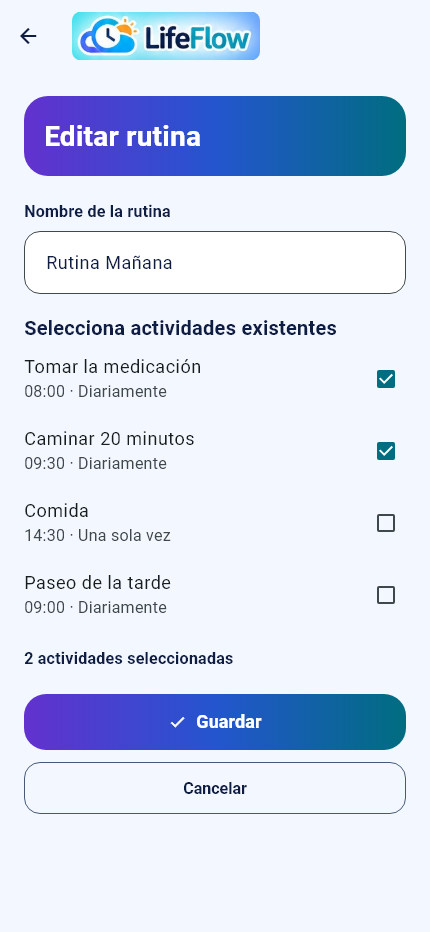 LifeFlow
Editar rutina
Nombre de la rutina
Rutina Mañana
Selecciona actividades existentes
Tomar la medicación
08:00 · Diariamente
Caminar 20 minutos
09:30 · Diariamente
Comida
14:30 · Una sola vez
Paseo de la tarde
09:00 · Diariamente
2 actividades seleccionadas
Guardar
Cancelar